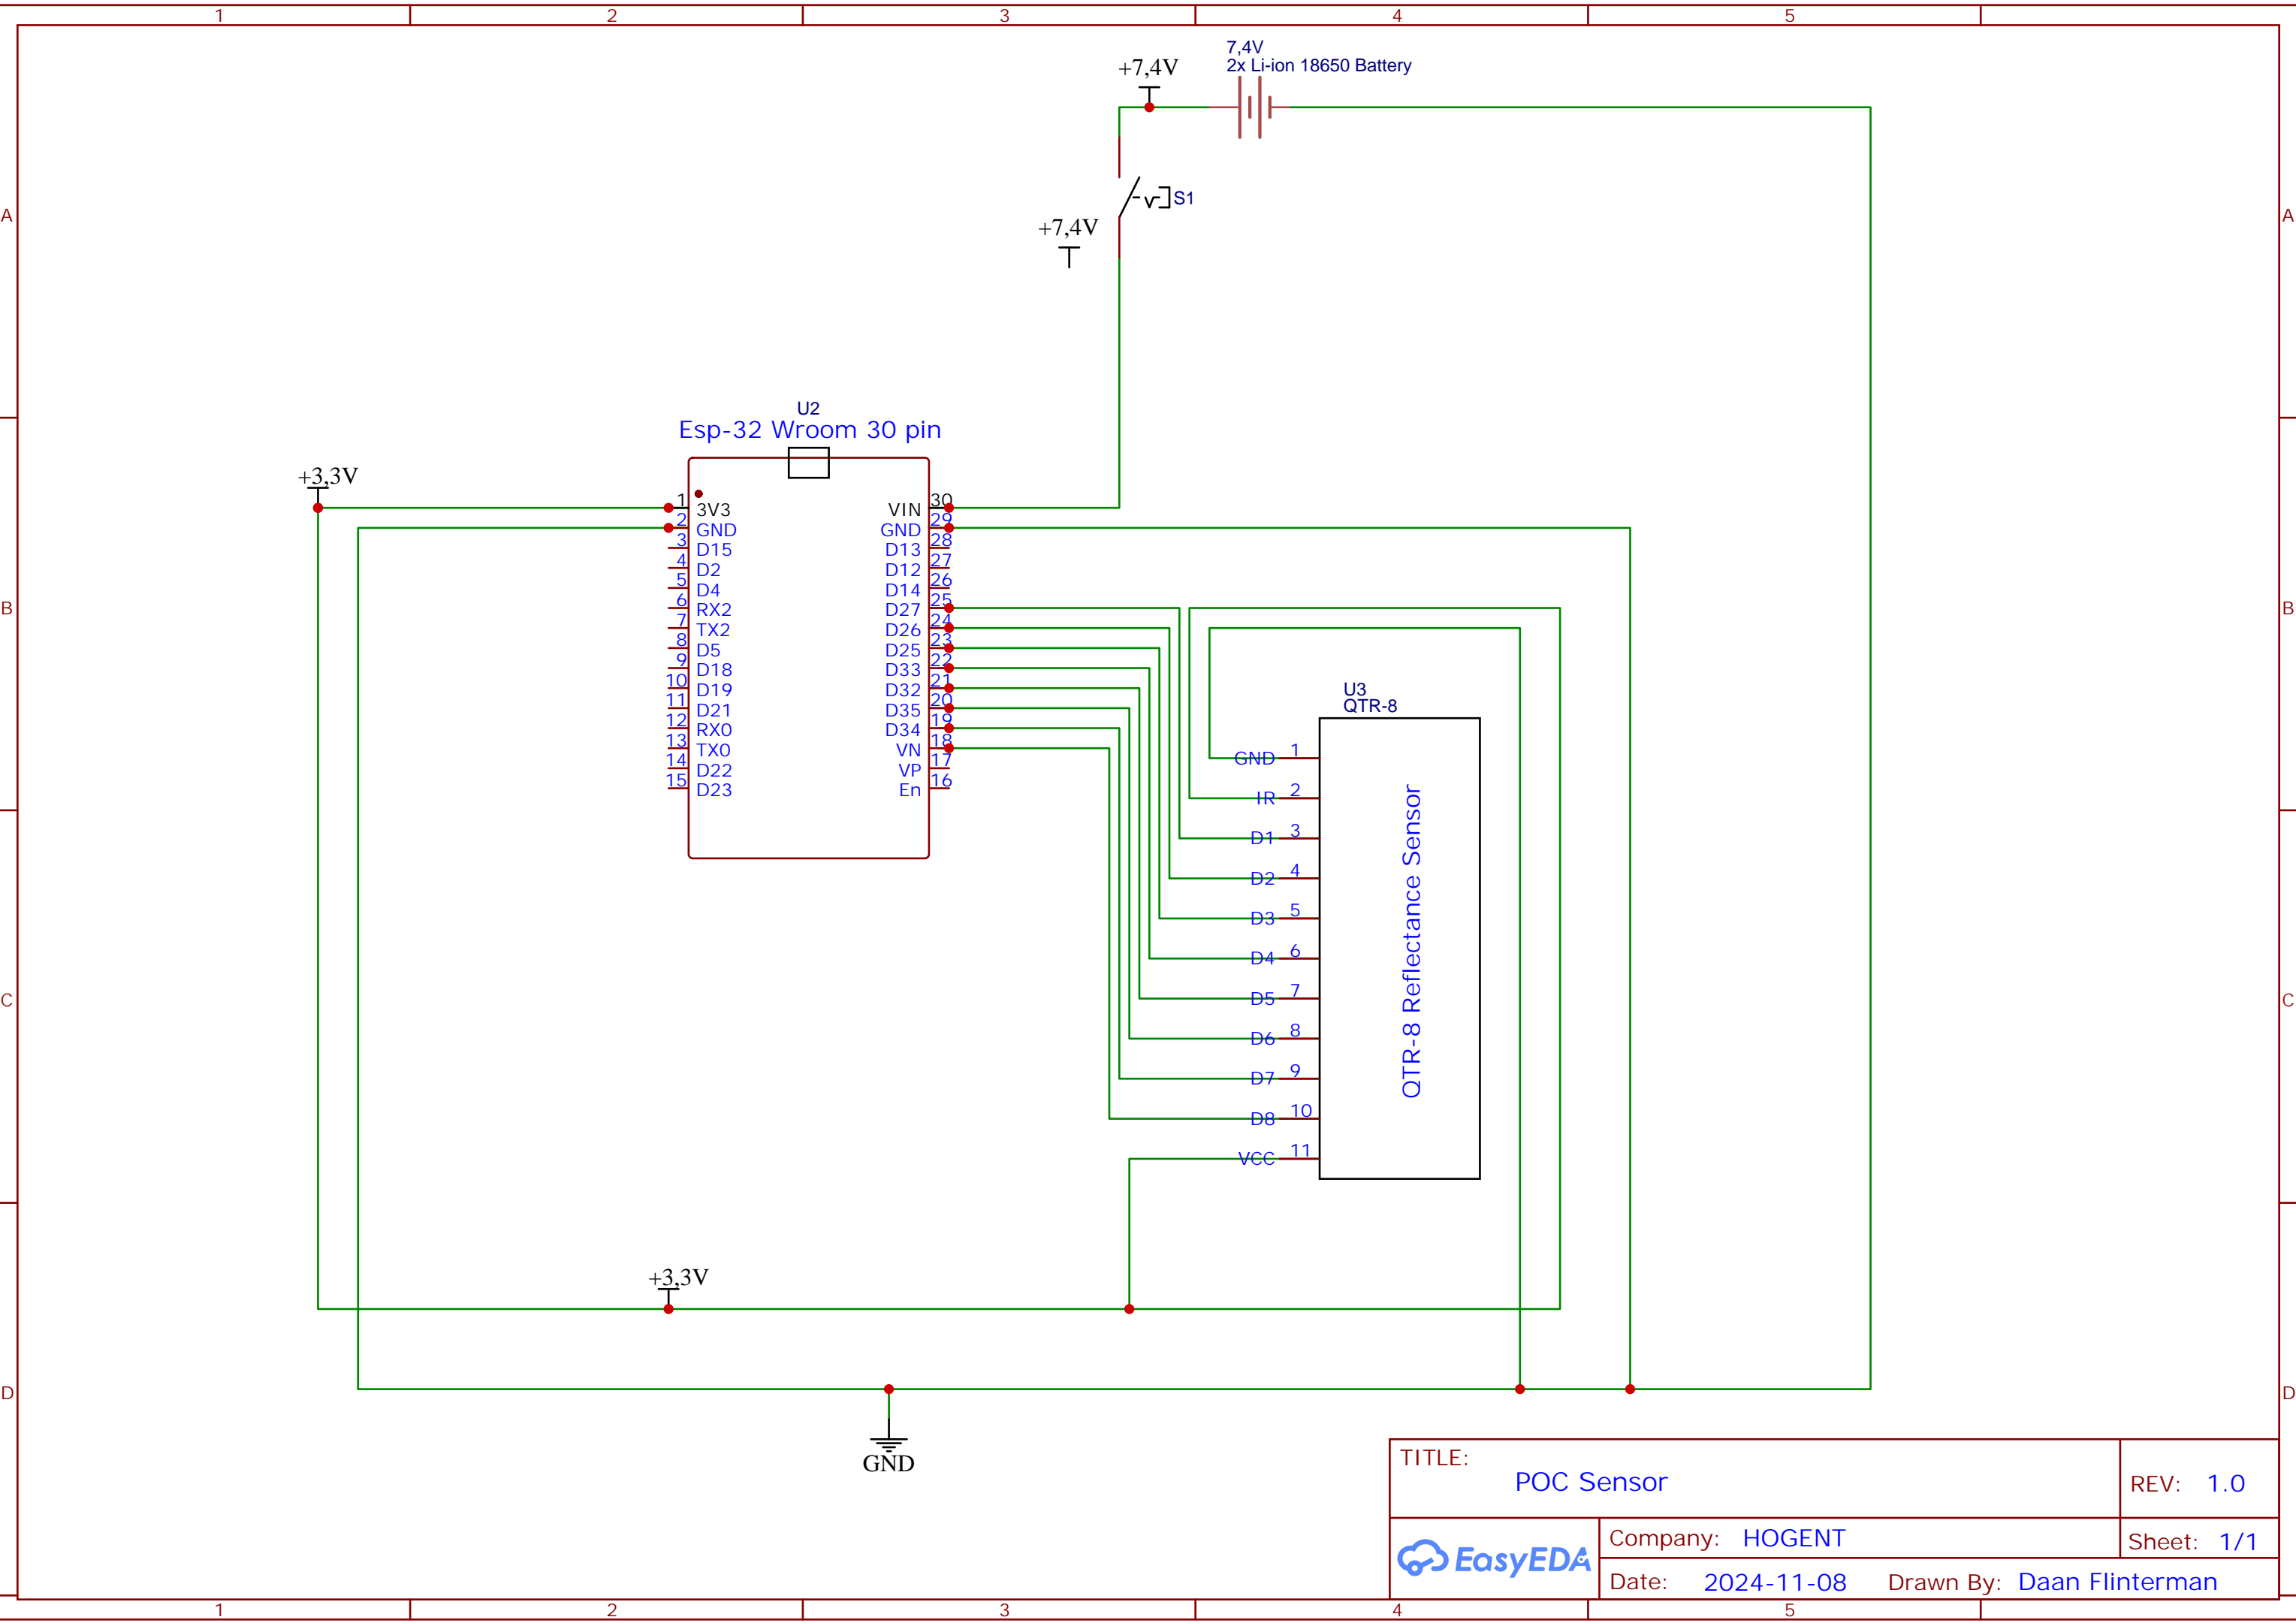 1 2 3 4 5
7,4V
+7,4V
2x Li-ion 18650 Battery
S1
A A
+7,4V
U2
Esp-32 Wroom 30 pin
+3,3V
1 3V3 VIN 30
2 GND GND 29
3 D15 D13 28
4 D2 D12 27
5 D4 D14 26
B 6 RX2 D27 25 B
7 TX2 D26 24
8 D5 D25 23
9 D18 D33 22
10 D19 D32 21
11 D21 D35 20
12 RX0 D34 19
13 TX0 VN 18
14 D22 VP 17
15 D23 En 16
U3
QTR-8
GND 1
IR 2
D1 3
D2 4
D3 5
D4 6
C D5 7 C
D6 8
D7 9
D8 10
VCC 11
QTR-8 Reflectance Sensor
+3,3V
D D
GND
TITLE:
POC Sensor
REV: 1.0
EasyEDA
Company: HOGENT
Sheet: 1/1
Date: 2024-11-08 Drawn By: Daan Flinterman
1 2 3 4 5